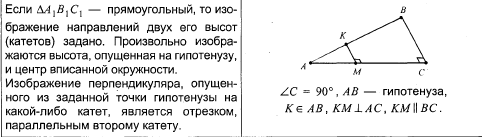 Если ΔA₁B₁C₁ – прямоугольный, то изо-
бражение направлений двух его высот
(катетов) задано. Произвольно изобра-
жаются высота, опущенная на гипотенузу,
и центр вписанной окружности.
Изображение перпендикуляра, опущен-
ного из заданной точки гипотенузы на
какой-либо катет, является отрезком,
параллельным второму катету.
B
K
A
M
C
∠C = 90°, AB — гипотенуза,
K ∈ AB, KM ⊥ AC, KM ∥ BC.